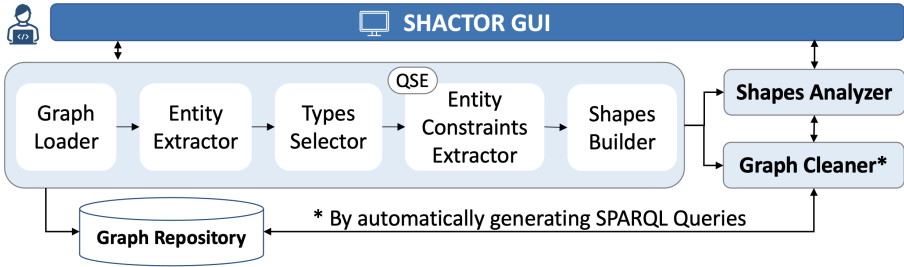 SHACTOR GUI
QSE
Graph
Loader
Entity
Extractor
Types
Selector
Entity
Constraints
Extractor
Shapes
Builder
Shapes Analyzer
Graph Cleaner*
Graph Repository
* By automatically generating SPARQL Queries